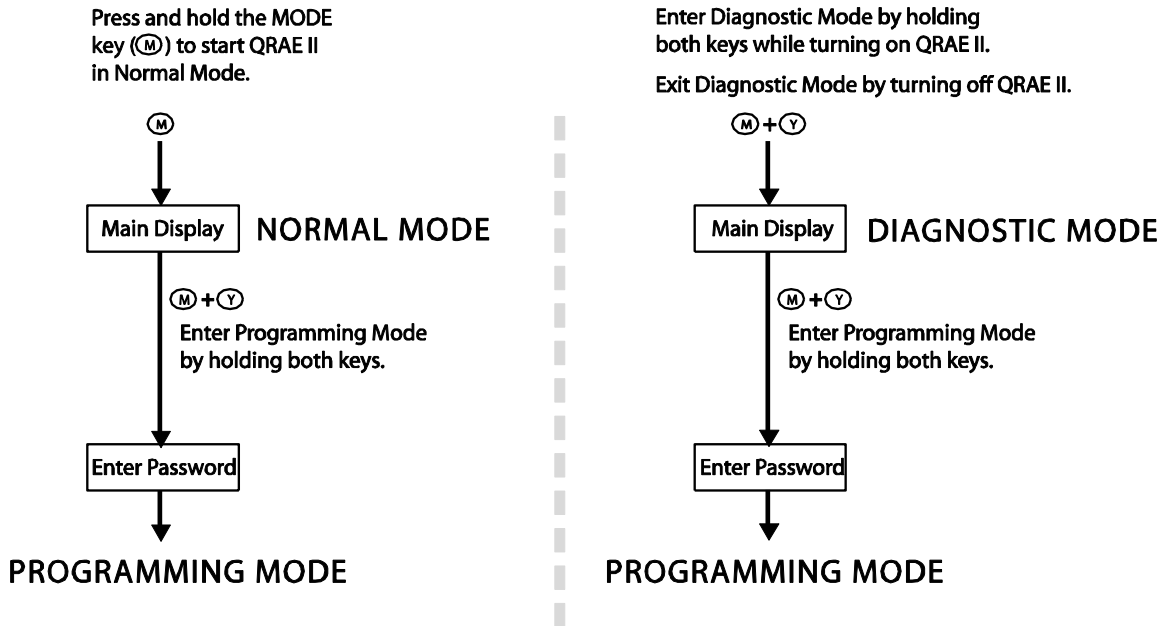 Press and hold the MODE
key (M) to start QRAE II
in Normal Mode.
M
Main Display
NORMAL MODE
M + Y
Enter Programming Mode
by holding both keys.
Enter Password
PROGRAMMING MODE
Enter Diagnostic Mode by holding
both keys while turning on QRAE II.
Exit Diagnostic Mode by turning off QRAE II.
M + Y
Main Display
DIAGNOSTIC MODE
M + Y
Enter Programming Mode
by holding both keys.
Enter Password
PROGRAMMING MODE